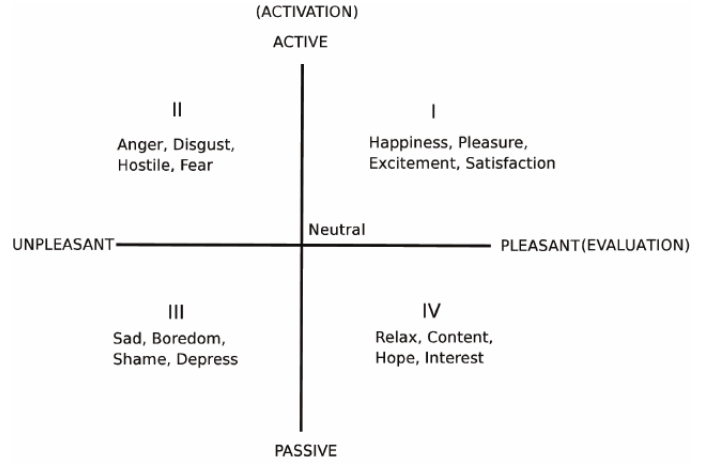 (ACTIVATION)
ACTIVE
II
Anger, Disgust,
Hostile, Fear
I
Happiness, Pleasure,
Excitement, Satisfaction
Neutral
UNPLEASANT
PLEASANT(EVALUATION)
III
Sad, Boredom,
Shame, Depress
IV
Relax, Content,
Hope, Interest
PASSIVE